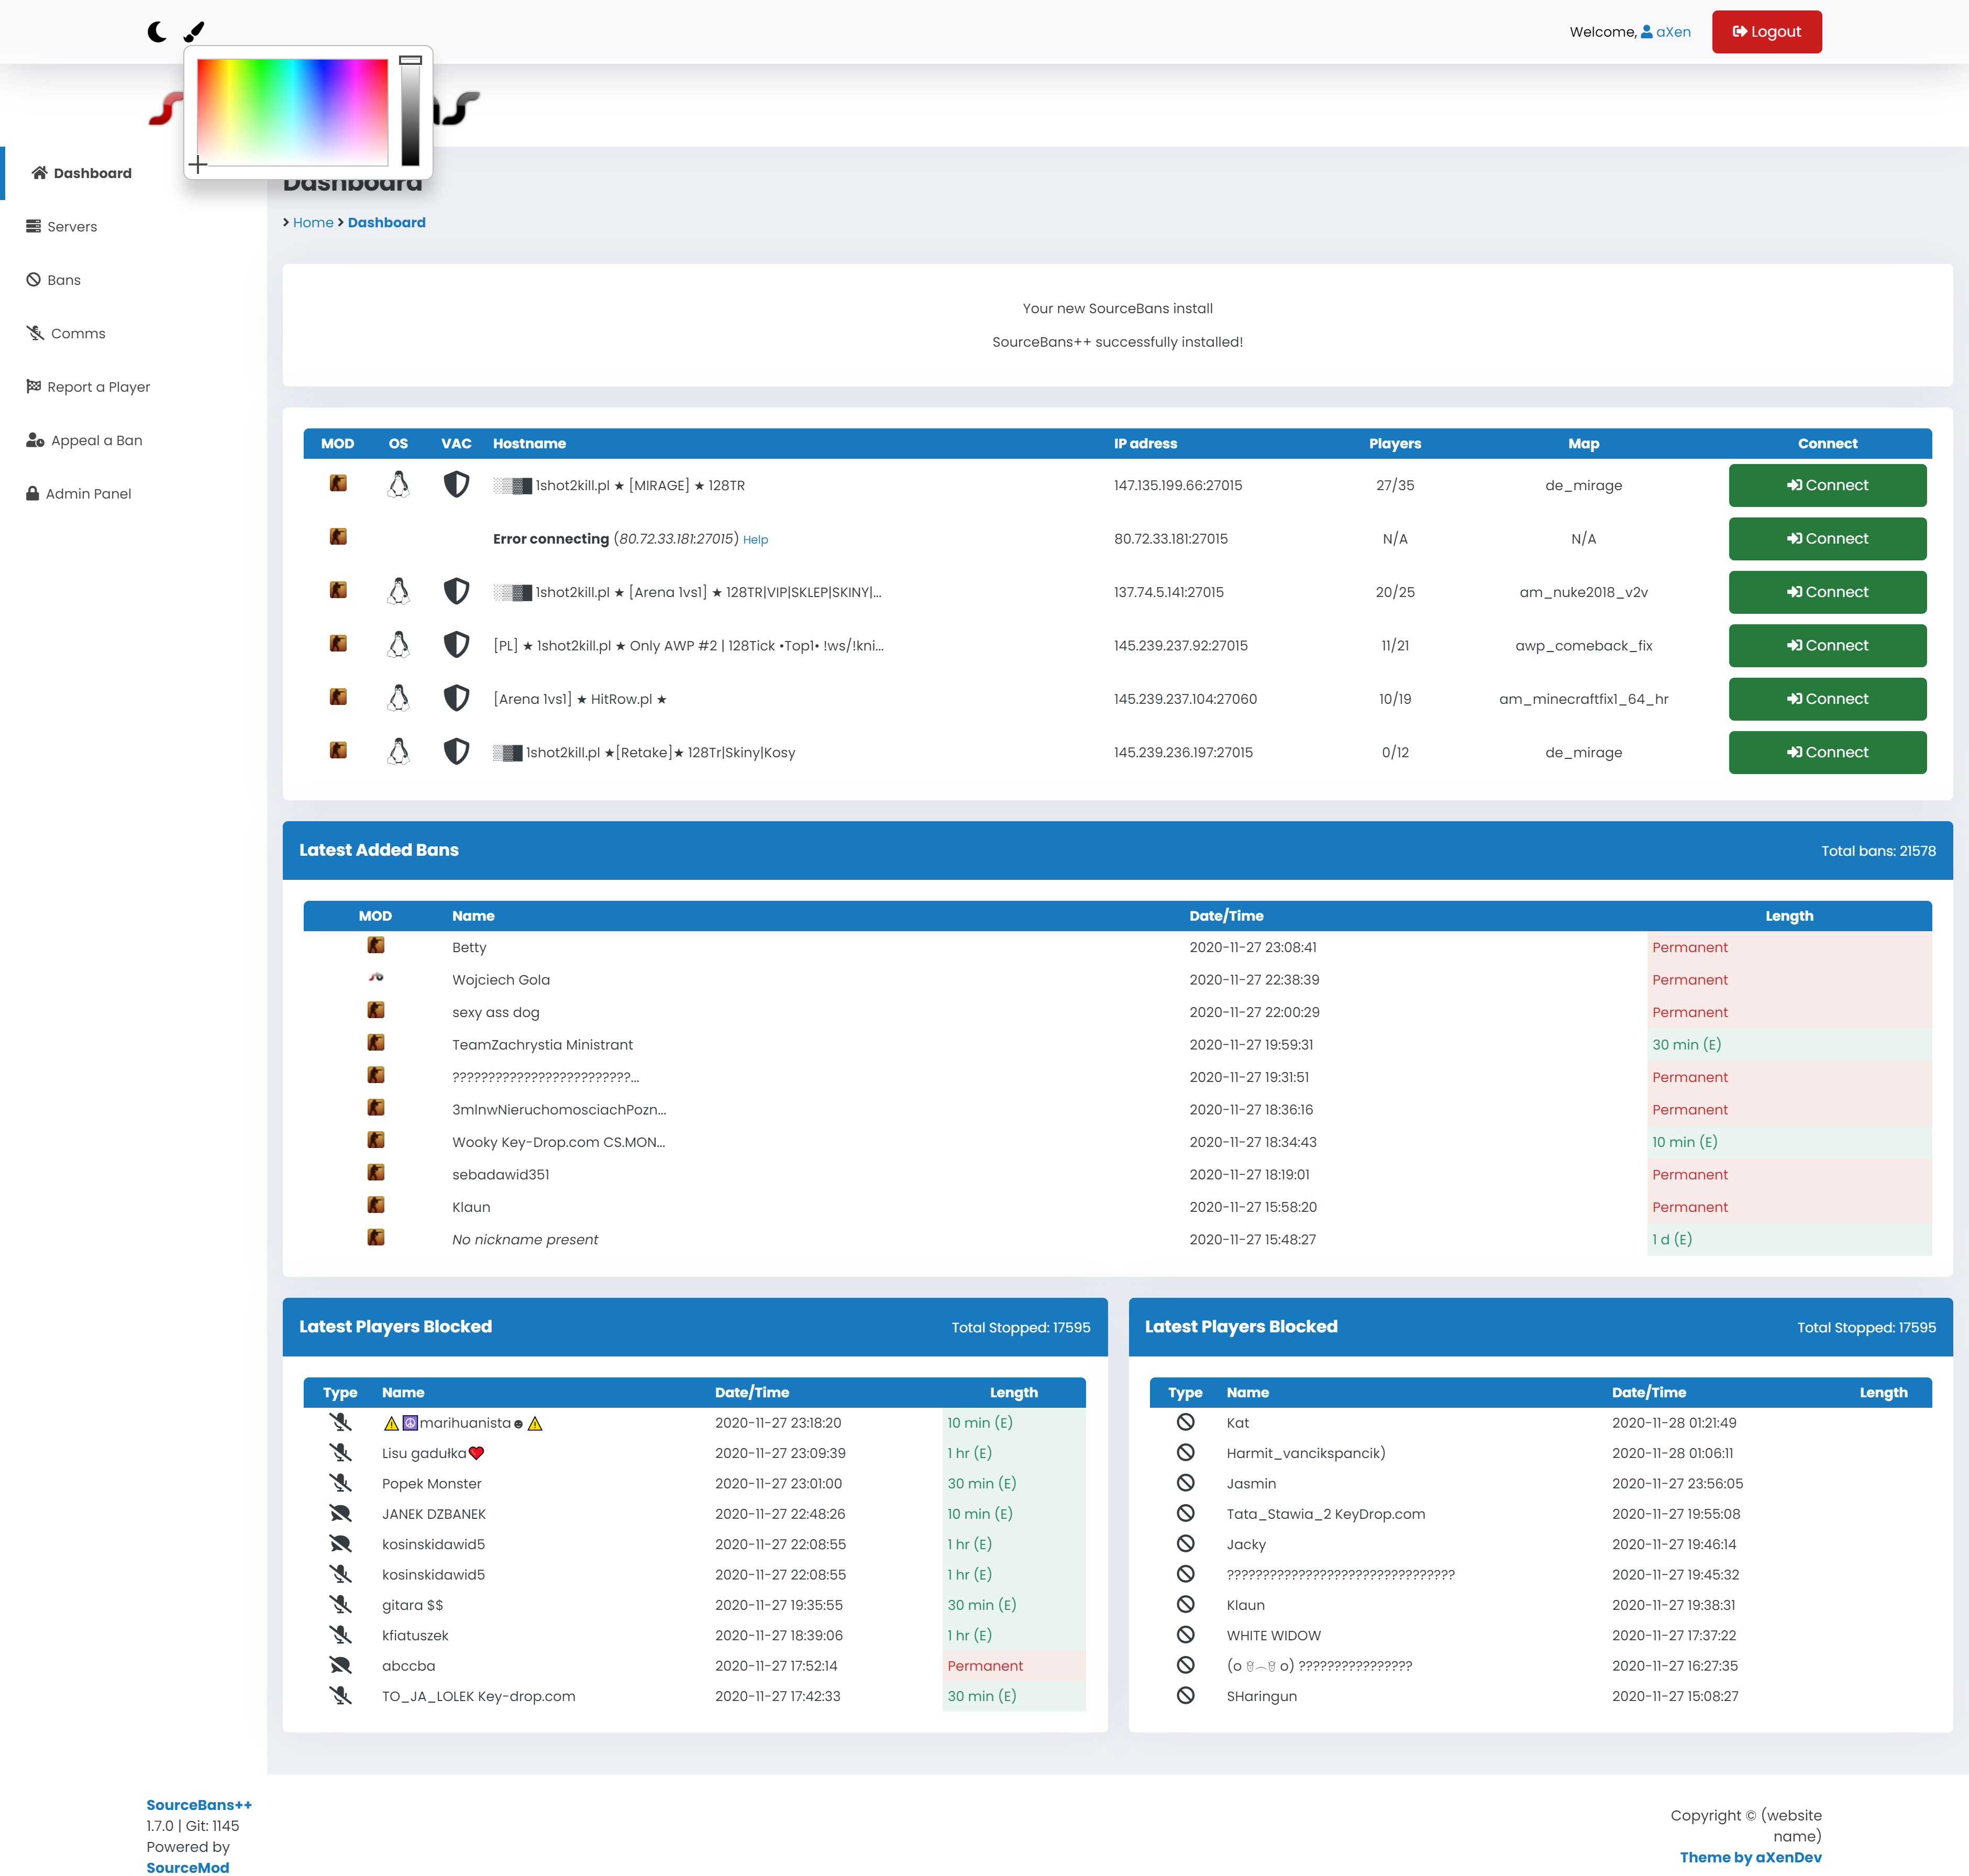 Welcome, aXen
Logout
Dashboard
Servers
Bans
Comms
Report a Player
Appeal a Ban
Admin Panel
Dashboard
Home Dashboard
Your new SourceBans install
SourceBans++ successfully installed!
MOD OS VAC Hostname IP adress Players Map Connect
░▒▓█ 1shot2kill.pl ★ [MIRAGE] ★ 128TR 147.135.199.66:27015 27/35 de_mirage Connect
Error connecting (80.72.33.181:27015) Help 80.72.33.181:27015 N/A N/A Connect
░▒▓█ 1shot2kill.pl ★ [Arena 1vs1] ★ 128TR|VIP|SKLEP|SKINY|... 137.74.5.141:27015 20/25 am_nuke2018_v2v Connect
[PL] ★ 1shot2kill.pl ★ Only AWP #2 | 128Tick •Top1• !ws/!kni... 145.239.237.92:27015 11/21 awp_comeback_fix Connect
[Arena 1vs1] ★ HitRow.pl ★ 145.239.237.104:27060 10/19 am_minecraftfix1_64_hr Connect
▒▓█ 1shot2kill.pl ★[Retake]★ 128Tr|Skiny|Kosy 145.239.236.197:27015 0/12 de_mirage Connect
Latest Added Bans Total bans: 21578
MOD Name Date/Time Length
Betty 2020-11-27 23:08:41 Permanent
Wojciech Gola 2020-11-27 22:38:39 Permanent
sexy ass dog 2020-11-27 22:00:29 Permanent
TeamZachrystia Ministrant 2020-11-27 19:59:31 30 min (E)
?????????????????????????... 2020-11-27 19:31:51 Permanent
3mInwNieruchomosciachPozn... 2020-11-27 18:36:16 Permanent
Wooky Key-Drop.com CS.MON... 2020-11-27 18:34:43 10 min (E)
sebadawid351 2020-11-27 18:19:01 Permanent
Klaun 2020-11-27 15:58:20 Permanent
No nickname present 2020-11-27 15:48:27 1 d (E)
Latest Players Blocked Total Stopped: 17595
Type Name Date/Time Length
⚠️☮️marihuanista☻⚠️ 2020-11-27 23:18:20 10 min (E)
Lisu gadułka❤️ 2020-11-27 23:09:39 1 hr (E)
Popek Monster 2020-11-27 23:01:00 30 min (E)
JANEK DZBANEK 2020-11-27 22:48:26 10 min (E)
kosinskidawid5 2020-11-27 22:08:55 1 hr (E)
kosinskidawid5 2020-11-27 22:08:55 1 hr (E)
gitara $$ 2020-11-27 19:35:55 30 min (E)
kfiatuszek 2020-11-27 18:39:06 1 hr (E)
abccba 2020-11-27 17:52:14 Permanent
TO_JA_LOLEK Key-drop.com 2020-11-27 17:42:33 30 min (E)
Latest Players Blocked Total Stopped: 17595
Type Name Date/Time Length
Kat 2020-11-28 01:21:49
Harmit_vancikspancik) 2020-11-28 01:06:11
Jasmin 2020-11-27 23:56:05
Tata_Stawia_2 KeyDrop.com 2020-11-27 19:55:08
Jacky 2020-11-27 19:46:14
???????????????????????????????? 2020-11-27 19:45:32
Klaun 2020-11-27 19:38:31
WHITE WIDOW 2020-11-27 17:37:22
???????????????? 2020-11-27 16:27:35
SHaringun 2020-11-27 15:08:27
SourceBans++
1.7.0 | Git: 1145
Powered by
SourceMod
Copyright © (website
name)
Theme by aXenDev